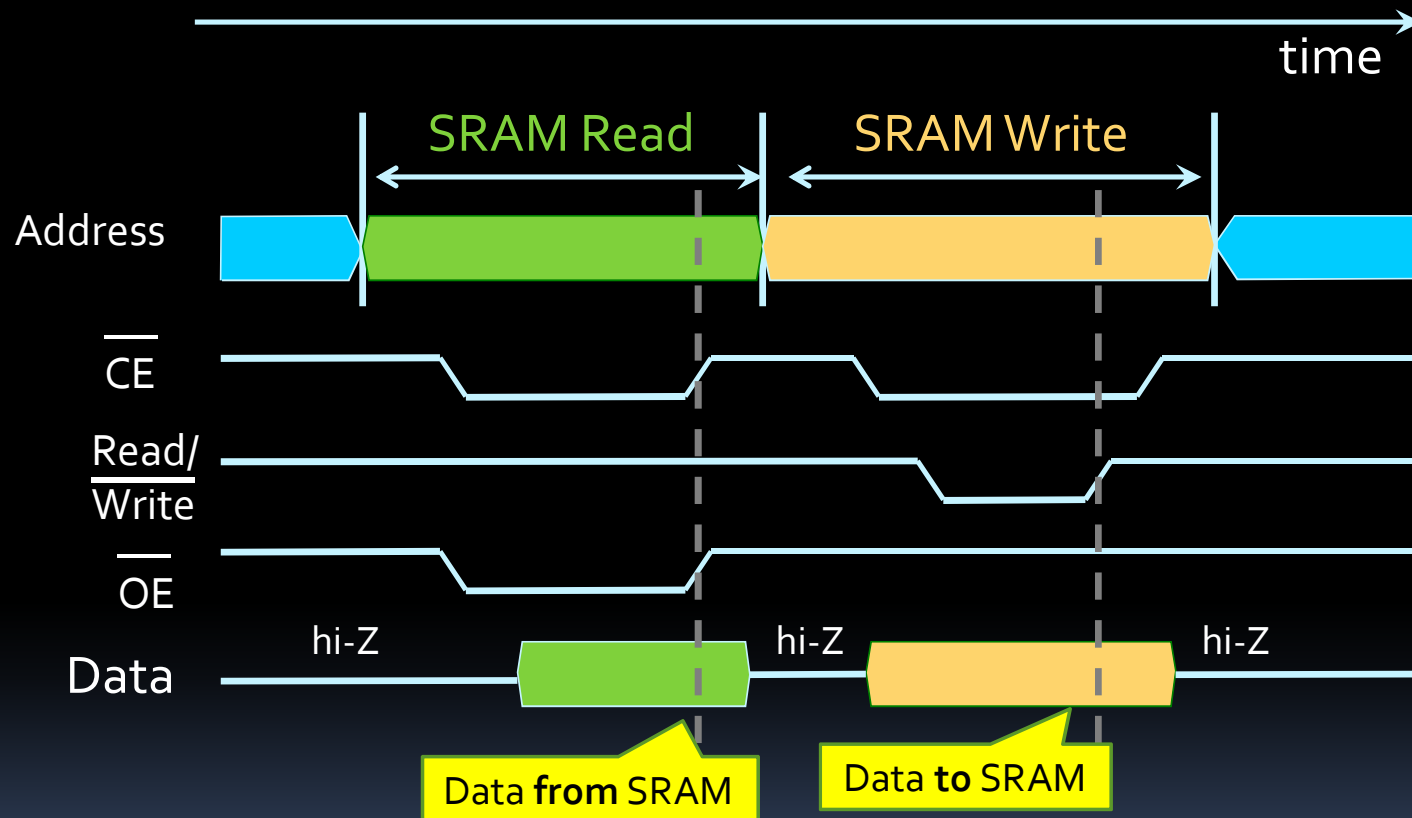 time
SRAM Read
SRAM Write
Address
CE
Read/
Write
OE
hi-Z
hi-Z
hi-Z
Data
Data from SRAM
Data to SRAM